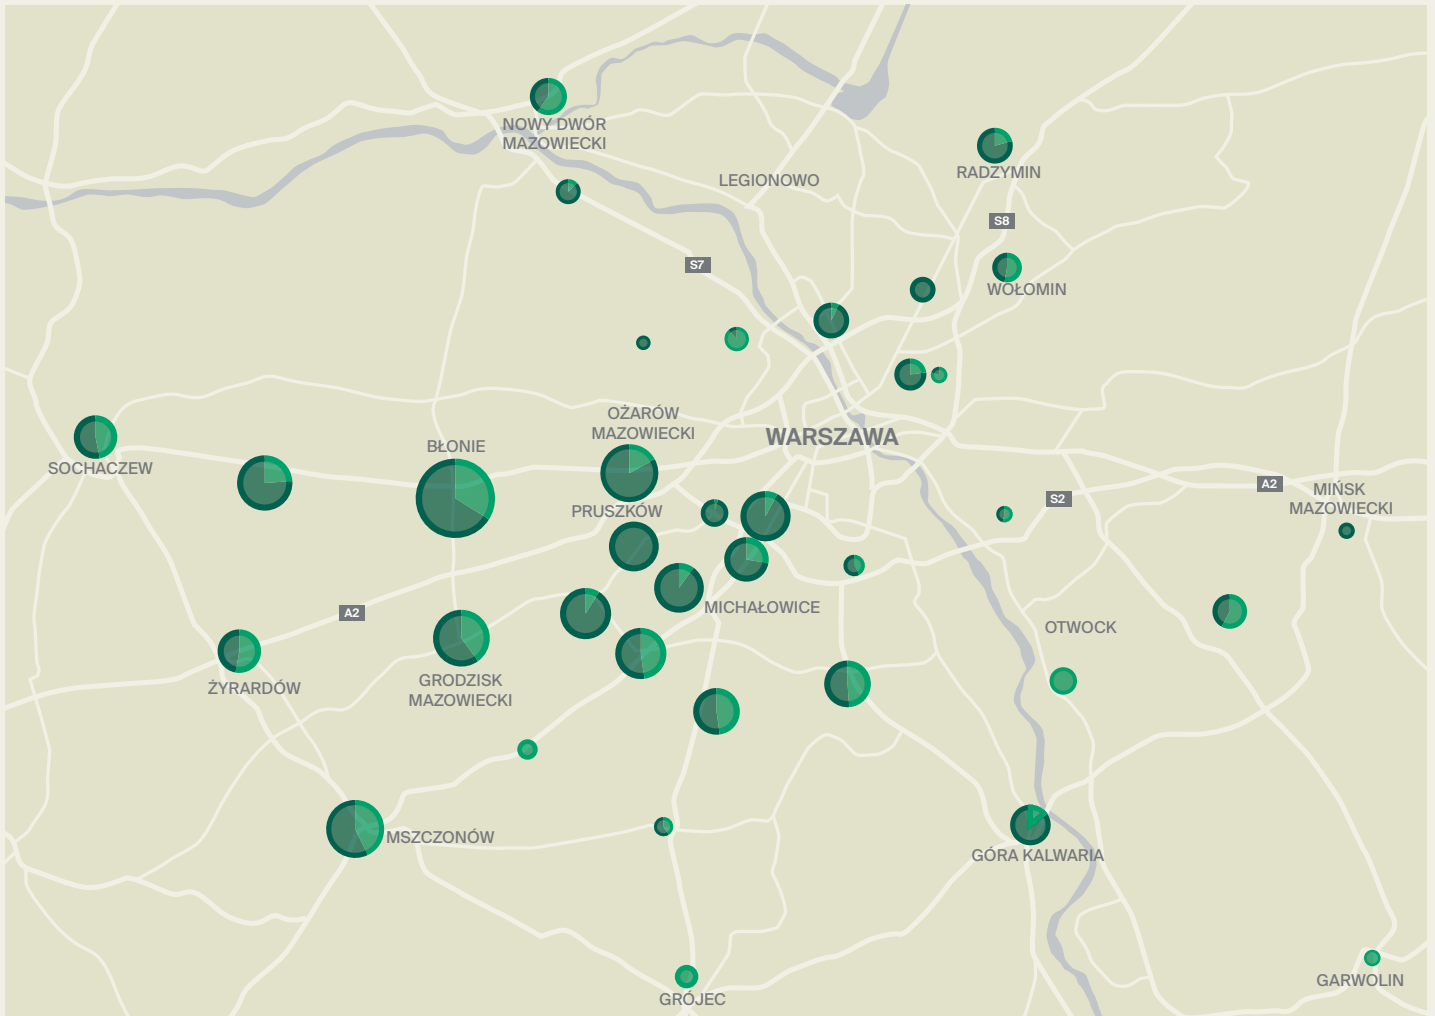 NOWY DWÓR
MAZOWIECKI
LEGIONOWO
RADZYMIN
S8
S7
WOŁOMIN
OŻARÓW
MAZOWIECKI
WARSZAWA
BŁONIE
SOCHACZEW
A2
MIŃSK
MAZOWIECKI
S2
PRUSZKÓW
A2
MICHAŁOWICE
OTWOCK
ŻYRARDÓW
GRODZISK
MAZOWIECKI
MSZCZONÓW
GÓRA KALWARIA
GARWOLIN
GRÓJEC